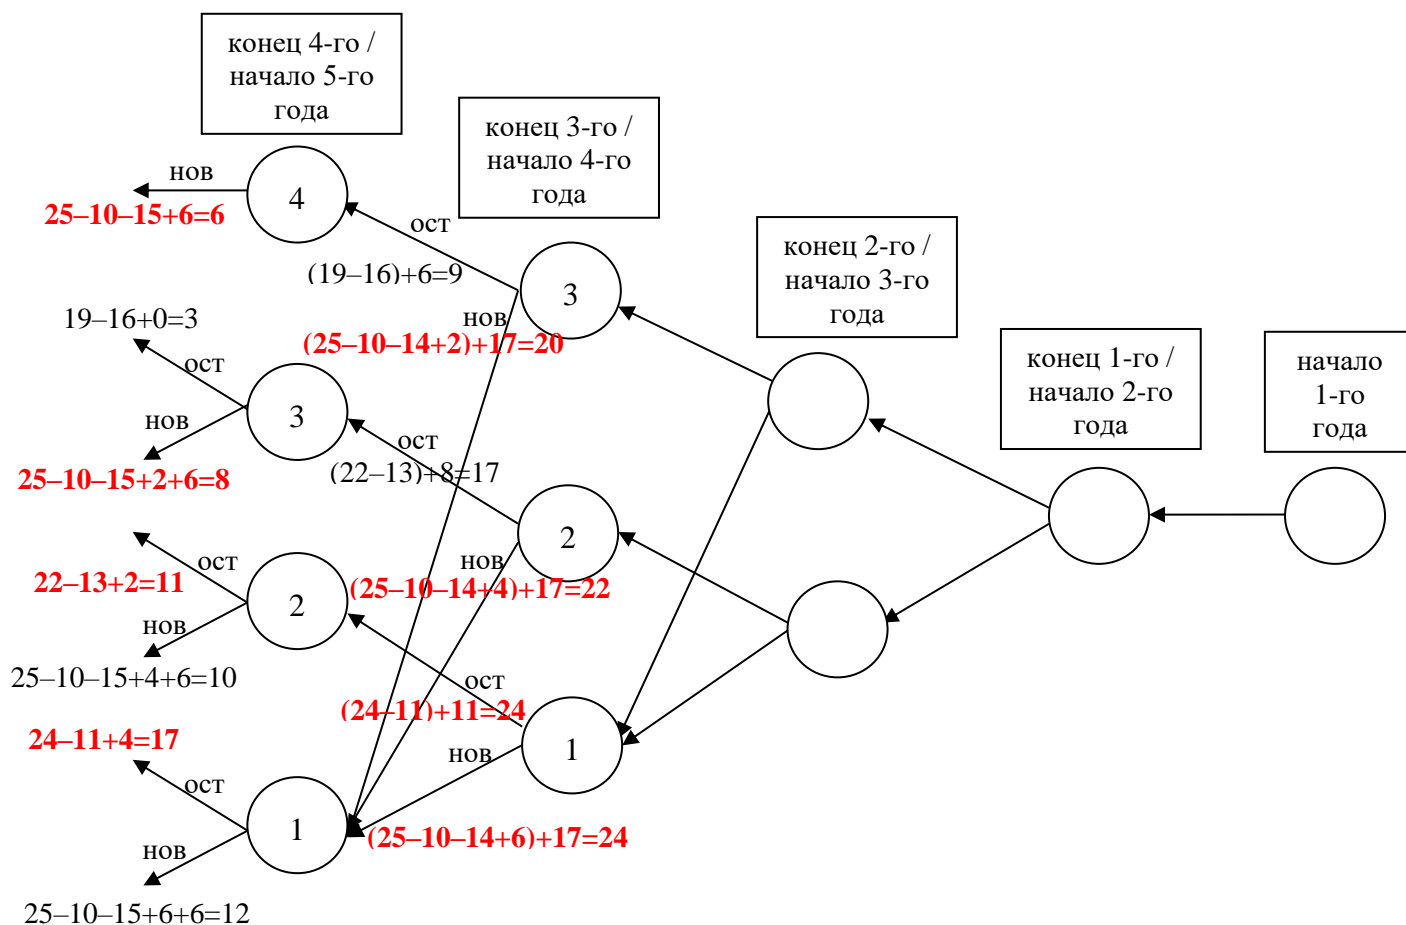 конец 4-го /
начало 5-го
года
конец 3-го /
начало 4-го
года
конец 2-го /
начало 3-го
года
конец 1-го /
начало 2-го
года
начало
1-го
года
нов
4
25–10–15+6=6
ост
(19–16)+6=9
3
19–16+0=3
нов
(25–10–14+2)+17=20
ост
3
нов
ост
(22–13)+8=17
25–10–15+2+6=8
2
ост
нов
22–13+2=11
(25–10–14+4)+17=22
2
нов
25–10–15+4+6=10
ост
(24–11)+11=24
24–11+4=17
нов
1
ост
1
(25–10–14+6)+17=24
нов
25–10–15+6+6=12